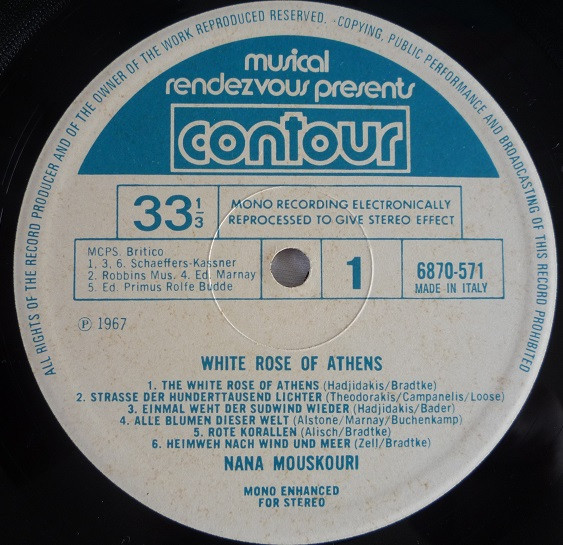 ALL RIGHTS OF THE RECORD PRODUCER AND OF THE OWNER OF THE WORK REPRODUCED RESERVED. -COPYING, PUBLIC PERFORMANCE AND BROADCASTING OF THIS RECORD PROHIBITED
musical
rendezvous presents
contour
33 1/3
MONO RECORDING ELECTRONICALLY
REPROCESSED TO GIVE STEREO EFFECT
MCPS. Britico
1, 3, 6. Schaeffers-Kassner
2. Robbins Mus. 4. Ed. Marnay
5. Ed. Primus Rolfe Budde
1
6870-571
MADE IN ITALY
℗ 1967
WHITE ROSE OF ATHENS
1. THE WHITE ROSE OF ATHENS (Hadjidakis/Bradtke)
2. STRASSE DER HUNDERTTAUSEND LICHTER (Theodorakis/Campanelis/Loose)
3. EINMAL WEHT DER SUDWIND WIEDER (Hadjidakis/Bader)
4. ALLE BLUMEN DIESER WELT (Alstone/Marnay/Buchenkamp)
5. ROTE KORALLEN (Alisch/Bradtke)
6. HEIMWEH NACH WIND UND MEER (Zell/Bradtke)
NANA MOUSKOURI
MONO ENHANCED
FOR STEREO